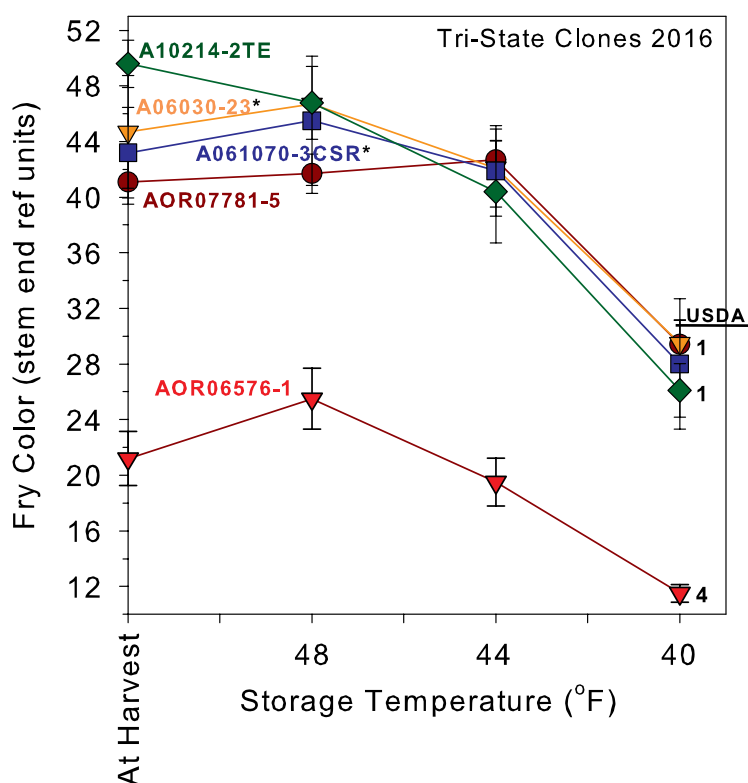 Tri-State Clones 2016
Fry Color (stem end ref units)
52
48
44
40
36
32
28
24
20
16
12
A10214-2TE
A06030-23*
A061070-3CSR*
AOR07781-5
AOR06576-1
USDA
1
1
4
At Harvest
48
44
40
Storage Temperature (°F)